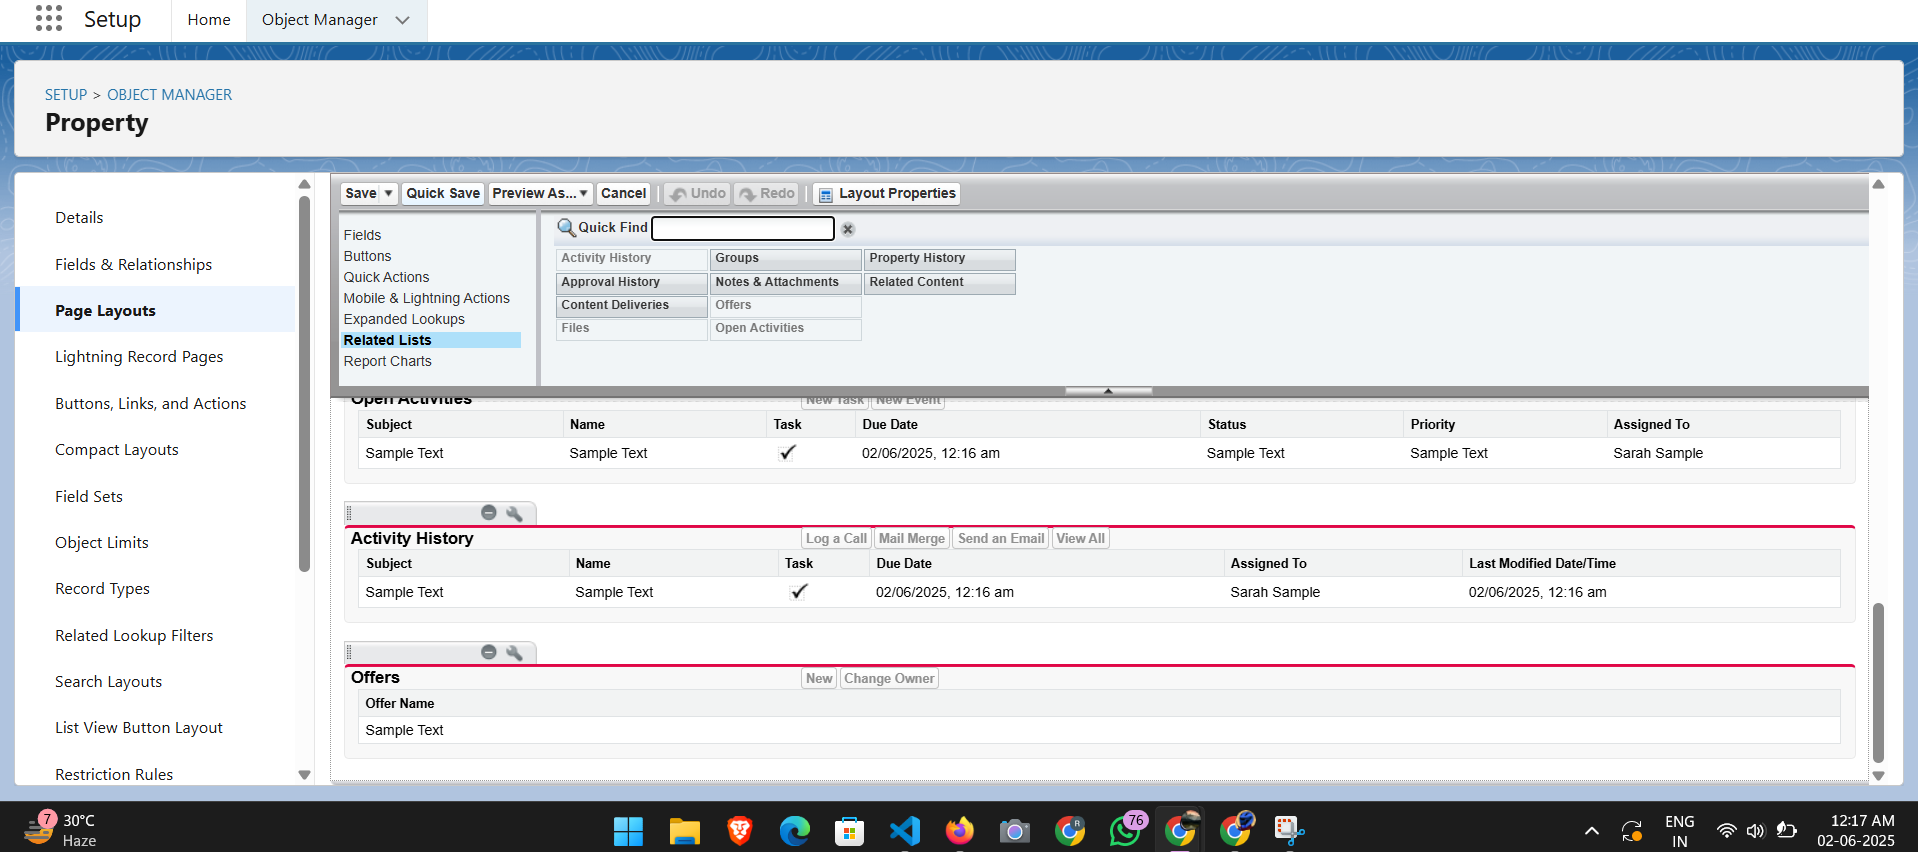 Setup
Home
Object Manager
SETUP > OBJECT MANAGER
Property
Details
Fields & Relationships
Page Layouts
Lightning Record Pages
Buttons, Links, and Actions
Compact Layouts
Field Sets
Object Limits
Record Types
Related Lookup Filters
Search Layouts
List View Button Layout
Restriction Rules
Save
Quick Save
Preview As...
Cancel
Undo
Redo
Layout Properties
Fields
Buttons
Quick Actions
Mobile & Lightning Actions
Expanded Lookups
Related Lists
Report Charts
Quick Find
Activity History Groups Property History
Approval History Notes & Attachments Related Content
Content Deliveries Offers
Files Open Activities
Open Activities New Task New Event
Subject Name Task Due Date Status Priority Assigned To
Sample Text Sample Text 02/06/2025, 12:16 am Sample Text Sample Text Sarah Sample
Activity History Log a Call Mail Merge Send an Email View All
Subject Name Task Due Date Assigned To Last Modified Date/Time
Sample Text Sample Text 02/06/2025, 12:16 am Sarah Sample 02/06/2025, 12:16 am
Offers New Change Owner
Offer Name
Sample Text
7
30°C
Haze
R
76
ENG
IN
12:17 AM
02-06-2025